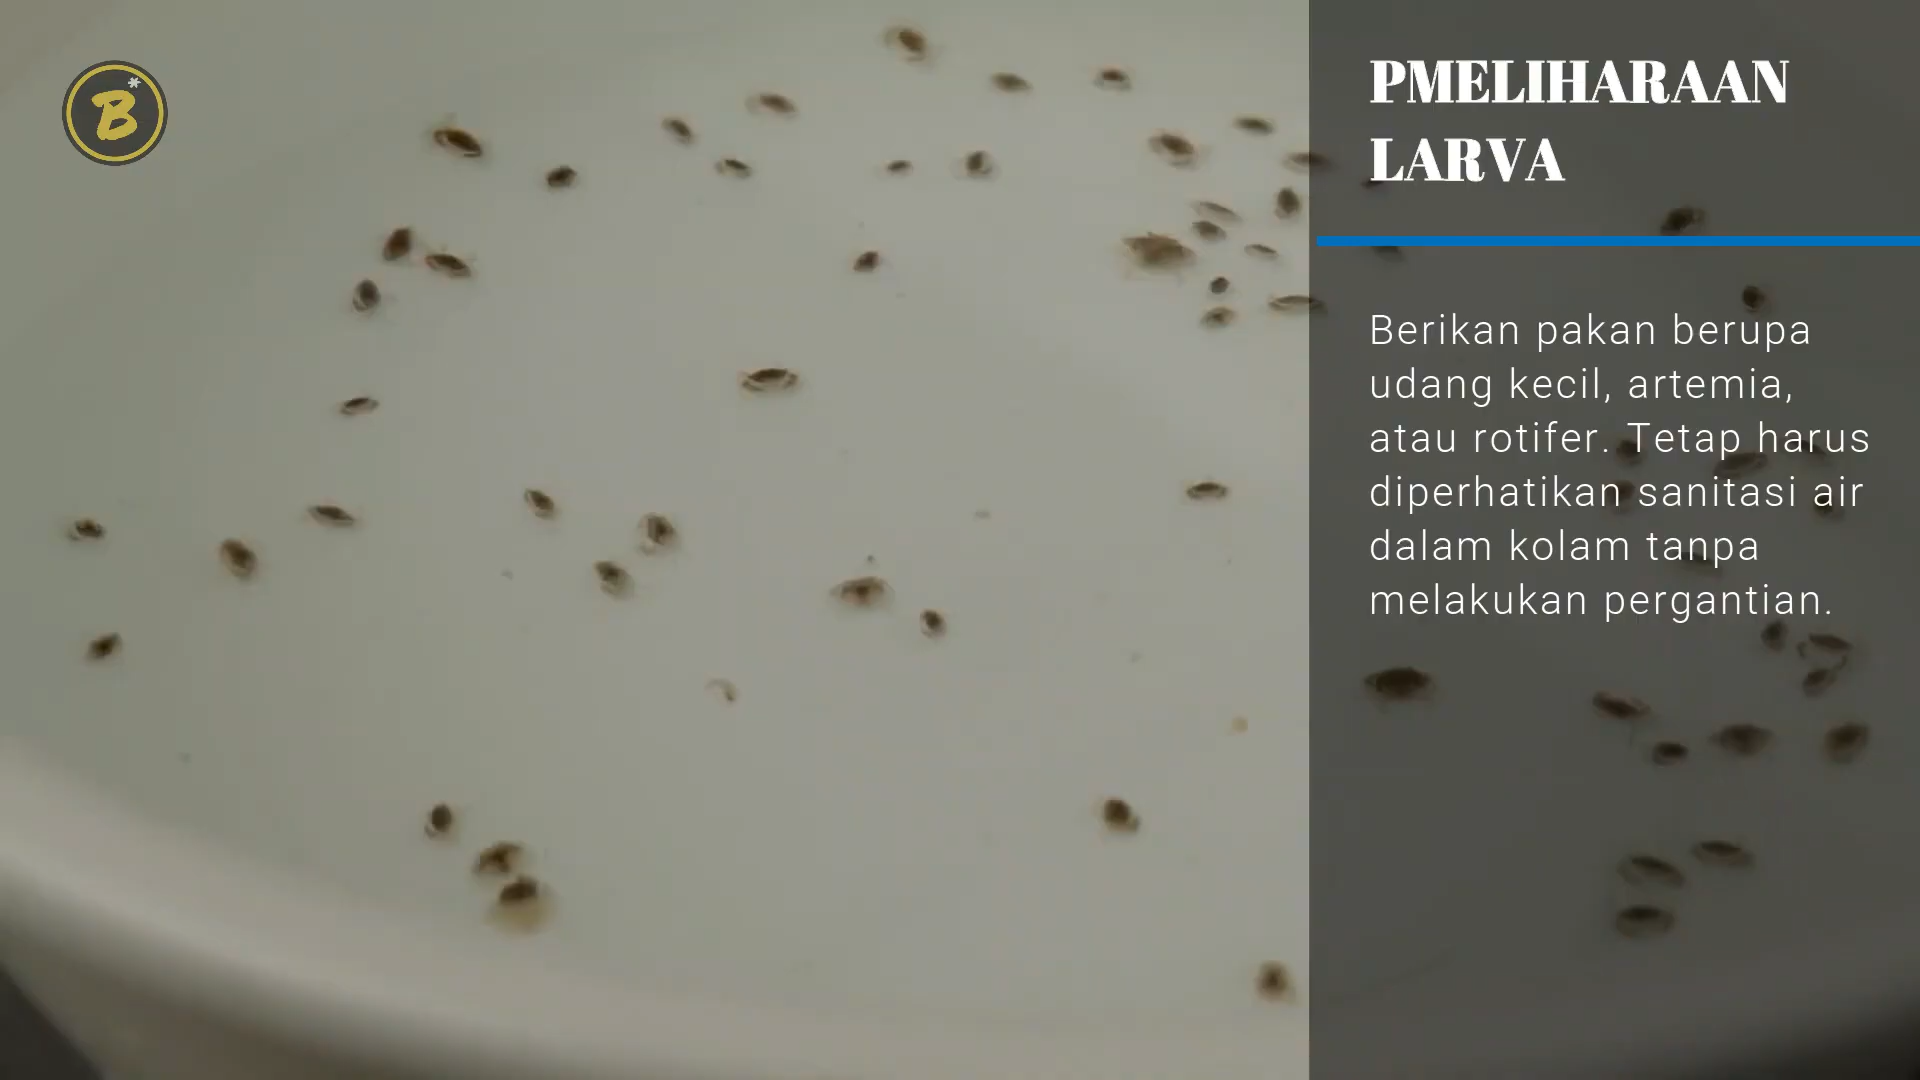 B*
PMELIHARAAN
LARVA
Berikan pakan berupa
udang kecil, artemia,
atau rotifer. Tetap harus
diperhatikan sanitasi air
dalam kolam tanpa
melakukan pergantian.